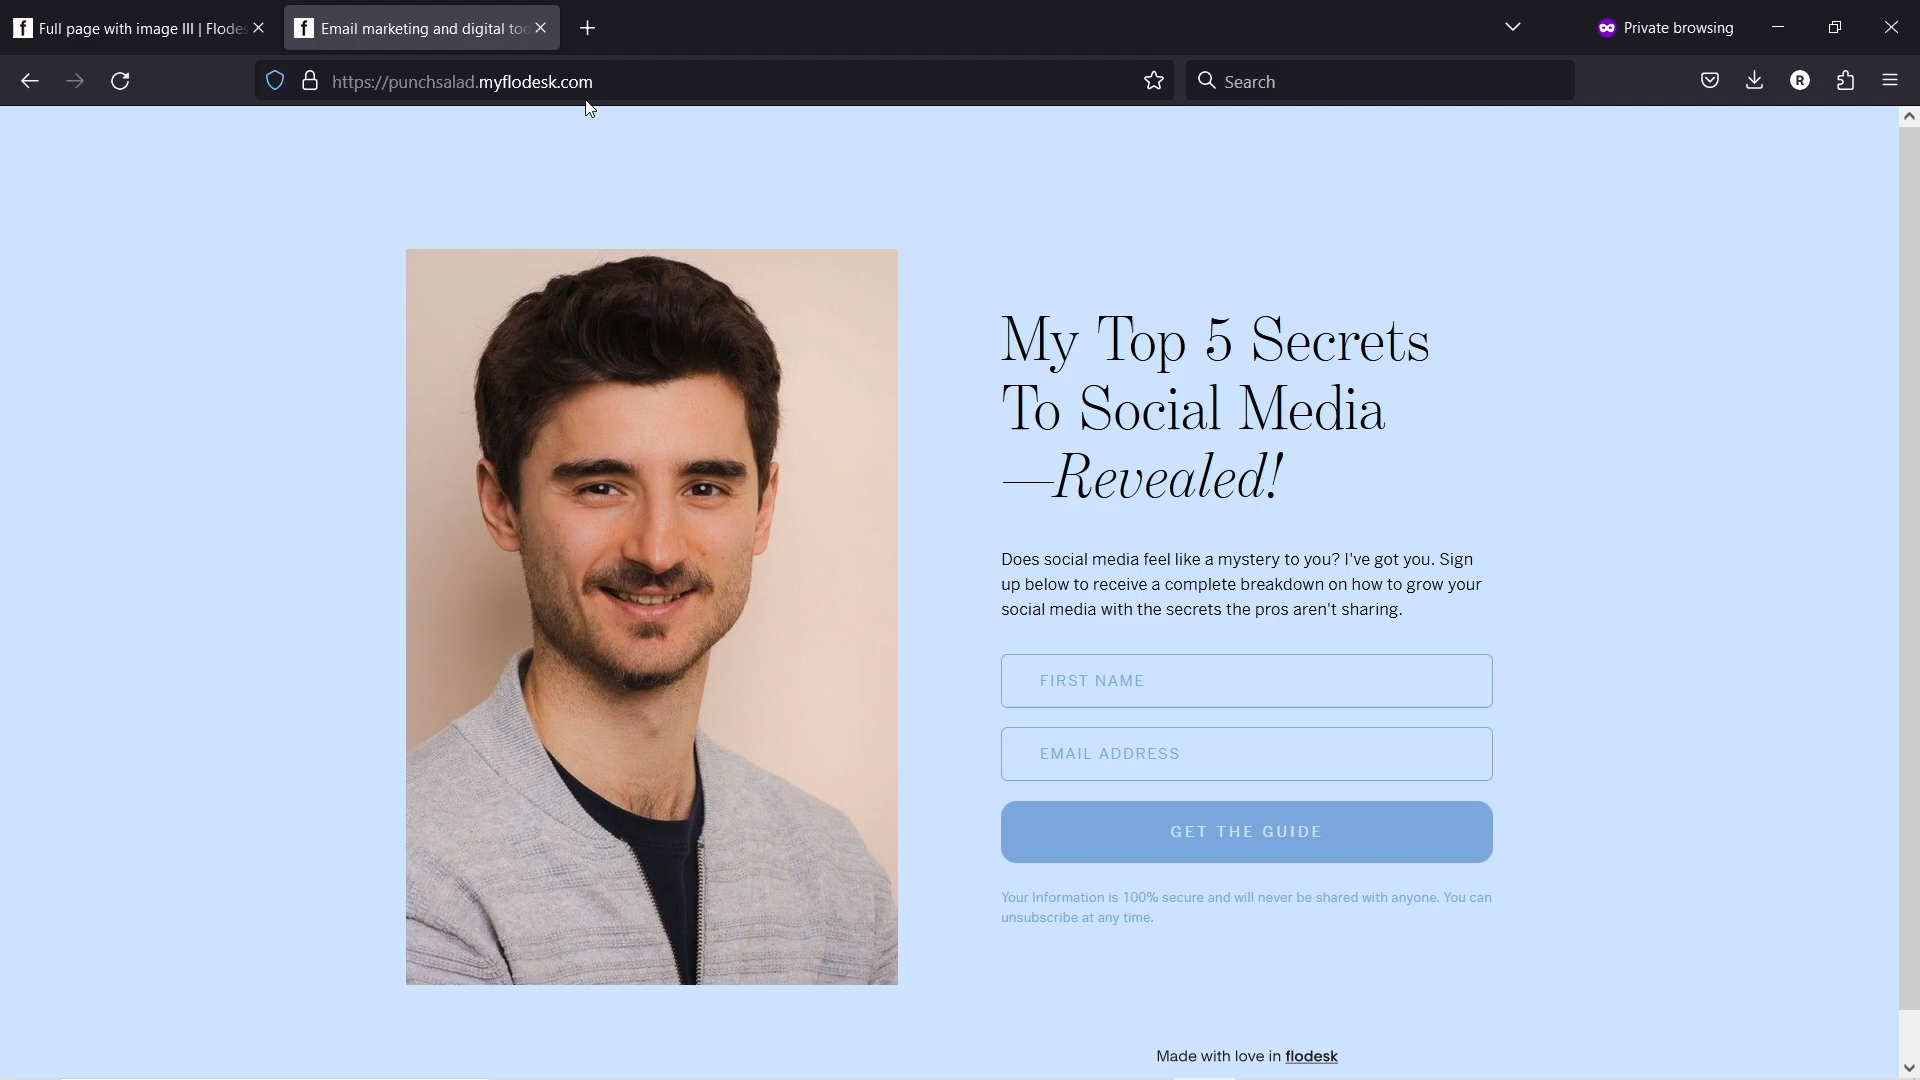 Full page with image III | Flodes
Email marketing and digital too
Private browsing
https://punchsalad.myflodesk.com
Search
R
My Top 5 Secrets
To Social Media
—Revealed!
Does social media feel like a mystery to you? I've got you. Sign
up below to receive a complete breakdown on how to grow your
social media with the secrets the pros aren't sharing.
FIRST NAME
EMAIL ADDRESS
GET THE GUIDE
Your Information is 100% secure and will never be shared with anyone. You can
unsubscribe at any time.
Made with love in flodesk